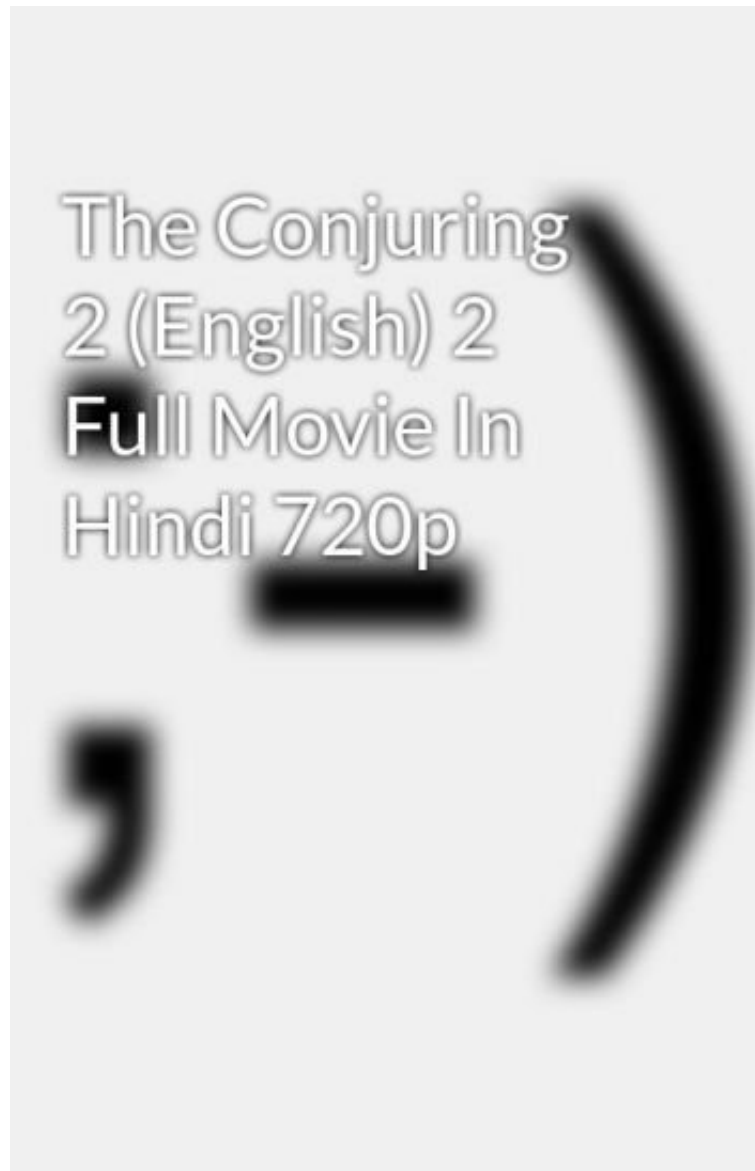 The Conjuring
2 (English) 2
Full Movie In
Hindi 720p
;-)